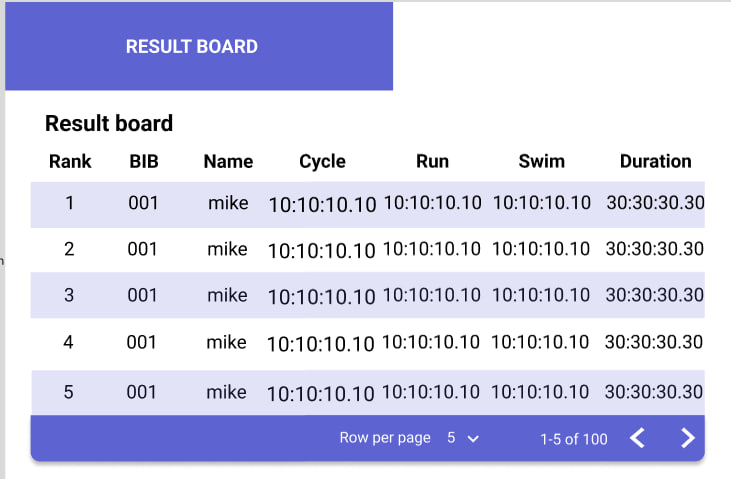 RESULT BOARD
Result board
Rank BIB Name Cycle Run Swim Duration
1 001 mike 10:10:10.10 10:10:10.10 10:10:10.10 30:30:30.30
2 001 mike 10:10:10.10 10:10:10.10 10:10:10.10 30:30:30.30
3 001 mike 10:10:10.10 10:10:10.10 10:10:10.10 30:30:30.30
4 001 mike 10:10:10.10 10:10:10.10 10:10:10.10 30:30:30.30
5 001 mike 10:10:10.10 10:10:10.10 10:10:10.10 30:30:30.30
Row per page 5 1-5 of 100